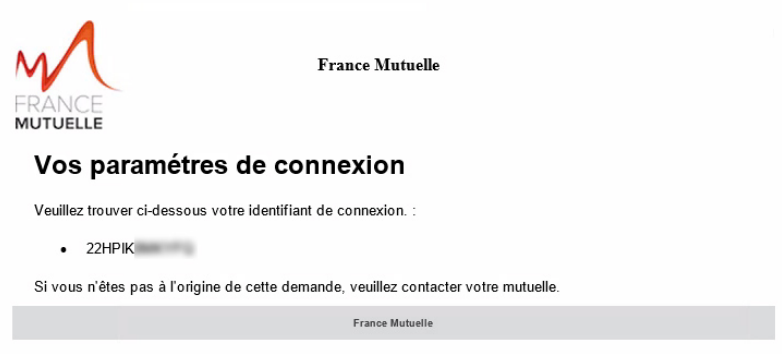 FRANCE
MUTUELLE
France Mutuelle
Vos paramétres de connexion
Veuillez trouver ci-dessous votre identifiant de connexion. :
• 22HPIK
Si vous n'êtes pas à l'origine de cette demande, veuillez contacter votre mutuelle.
France Mutuelle